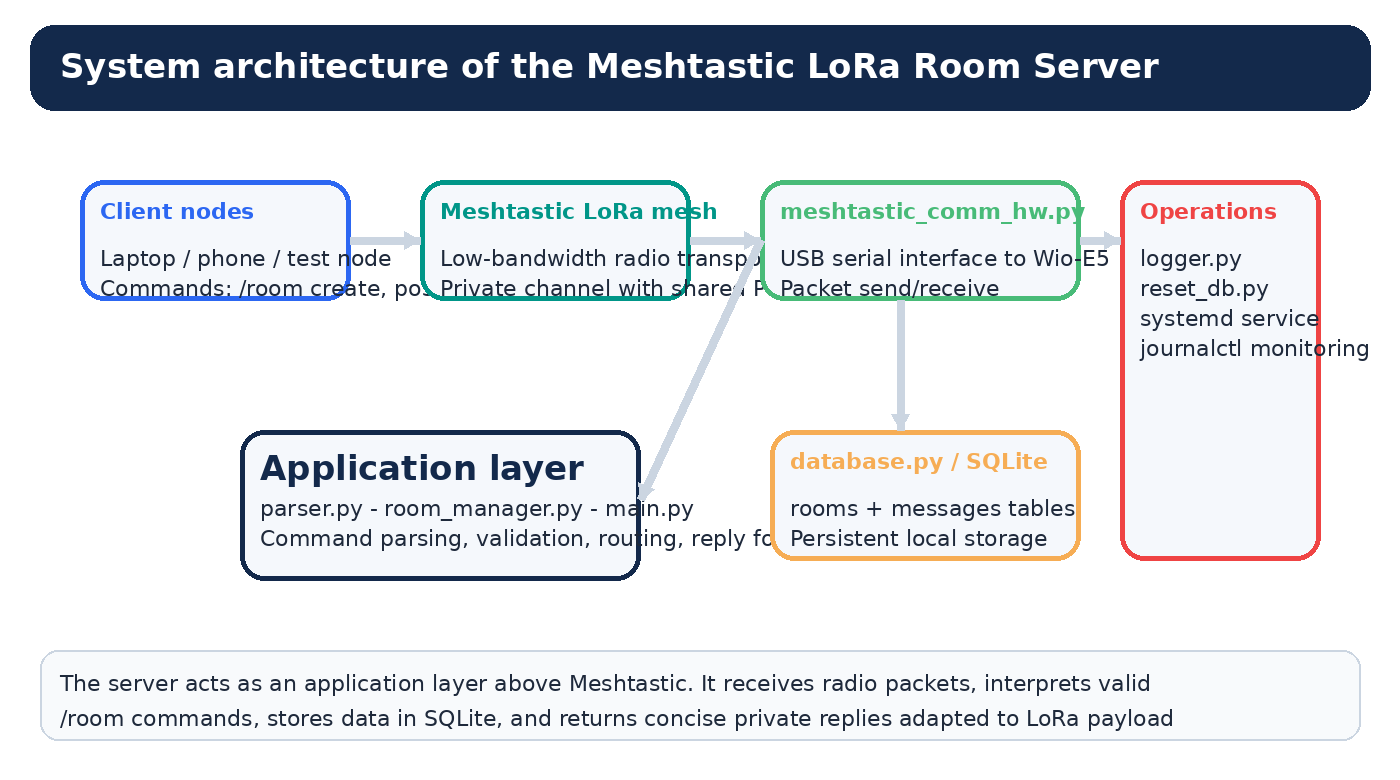 System architecture of the Meshtastic LoRa Room Server
Client nodes
Laptop / phone / test node
Commands: /room create, pos
Meshtastic LoRa mesh
Low-bandwidth radio transpo
Private channel with shared P
meshtastic_comm_hw.py
USB serial interface to Wio-E5
Packet send/receive
Operations
logger.py
reset_db.py
systemd service
journalctl monitoring
Application layer
parser.py - room_manager.py - main.py
Command parsing, validation, routing, reply fo
database.py / SQLite
rooms + messages tables
Persistent local storage
The server acts as an application layer above Meshtastic. It receives radio packets, interprets valid
/room commands, stores data in SQLite, and returns concise private replies adapted to LoRa payload